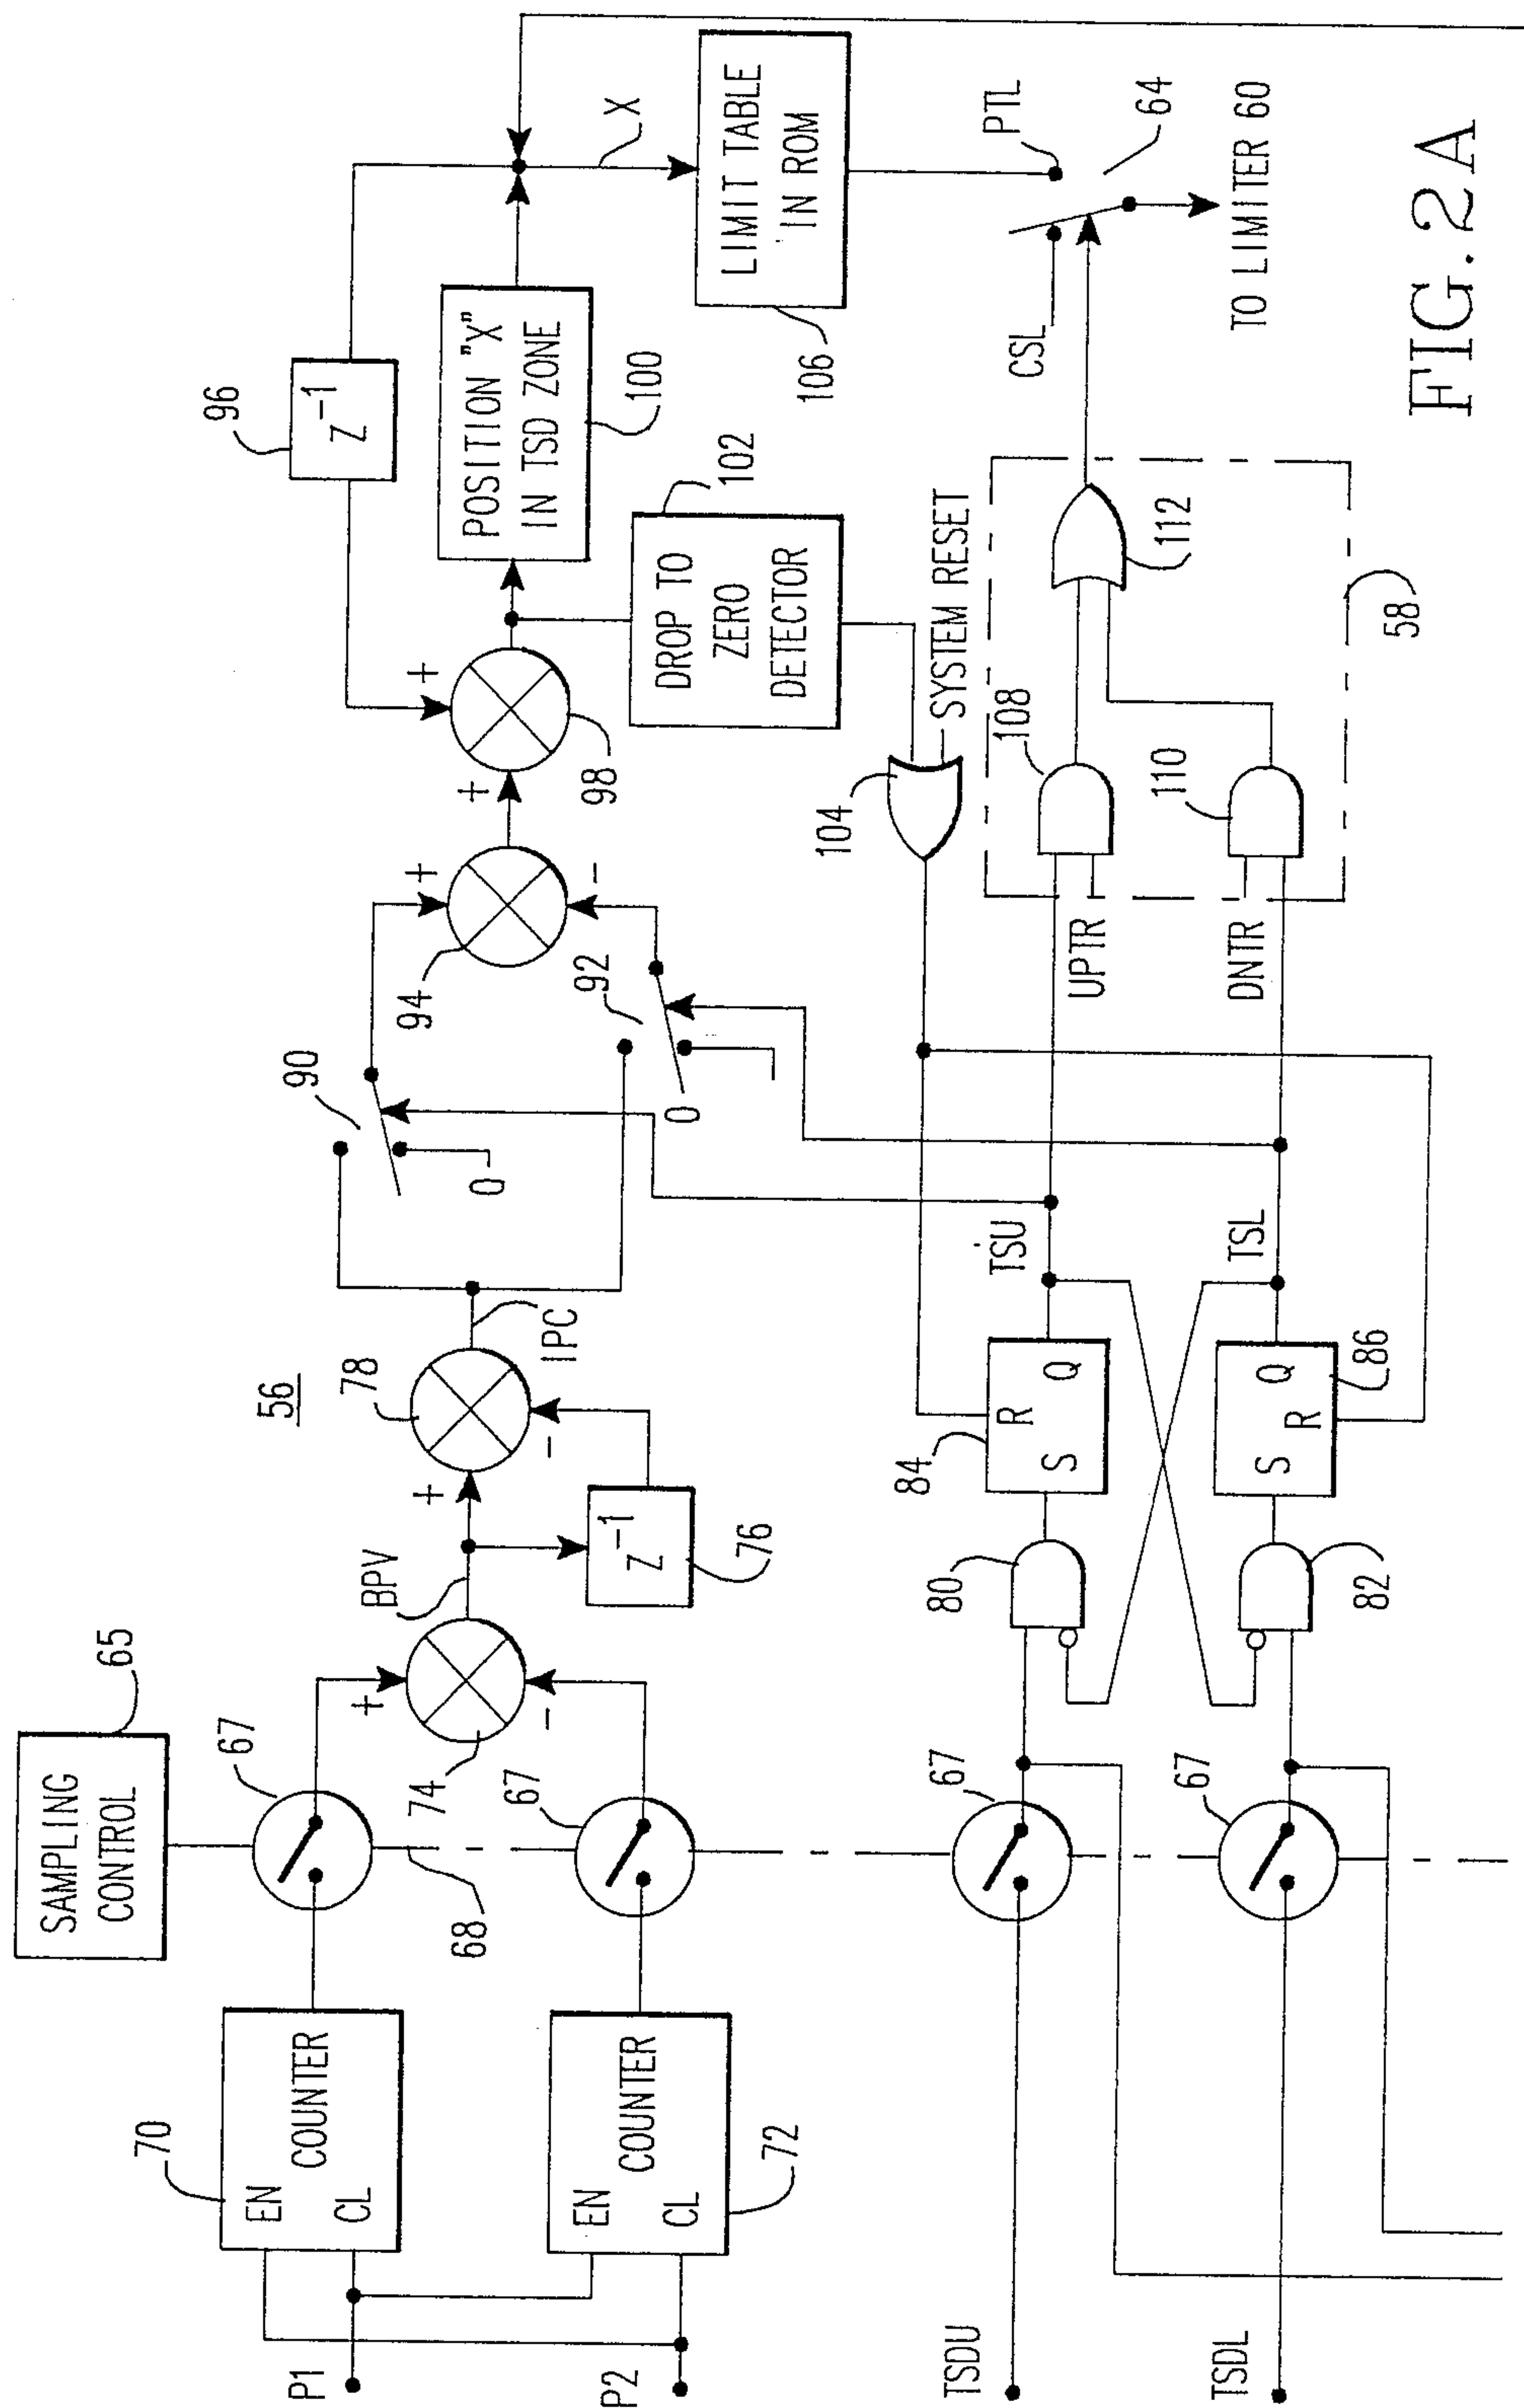 56
SAMPLING
CONTROL
65
67
68
67
67
67
70
EN
CL
COUNTER
72
EN
CL
COUNTER
P1
P2
TSDU
TSDL
+
-
74
BPV
+
-
Z⁻¹
76
78
IPC
90
0
92
0
+
-
94
+
+
98
Z⁻¹
96
POSITION "X"
IN TSD ZONE
100
DROP TO
ZERO
DETECTOR
102
X
LIMIT TABLE
IN ROM
106
80
82
84
R
S
Q
S
Q
R
86
TSU
TSL
104
SYSTEM RESET
UPTR
DNTR
108
110
112
58
CSL
PTL
64
TO LIMITER 60
FIG. 2A